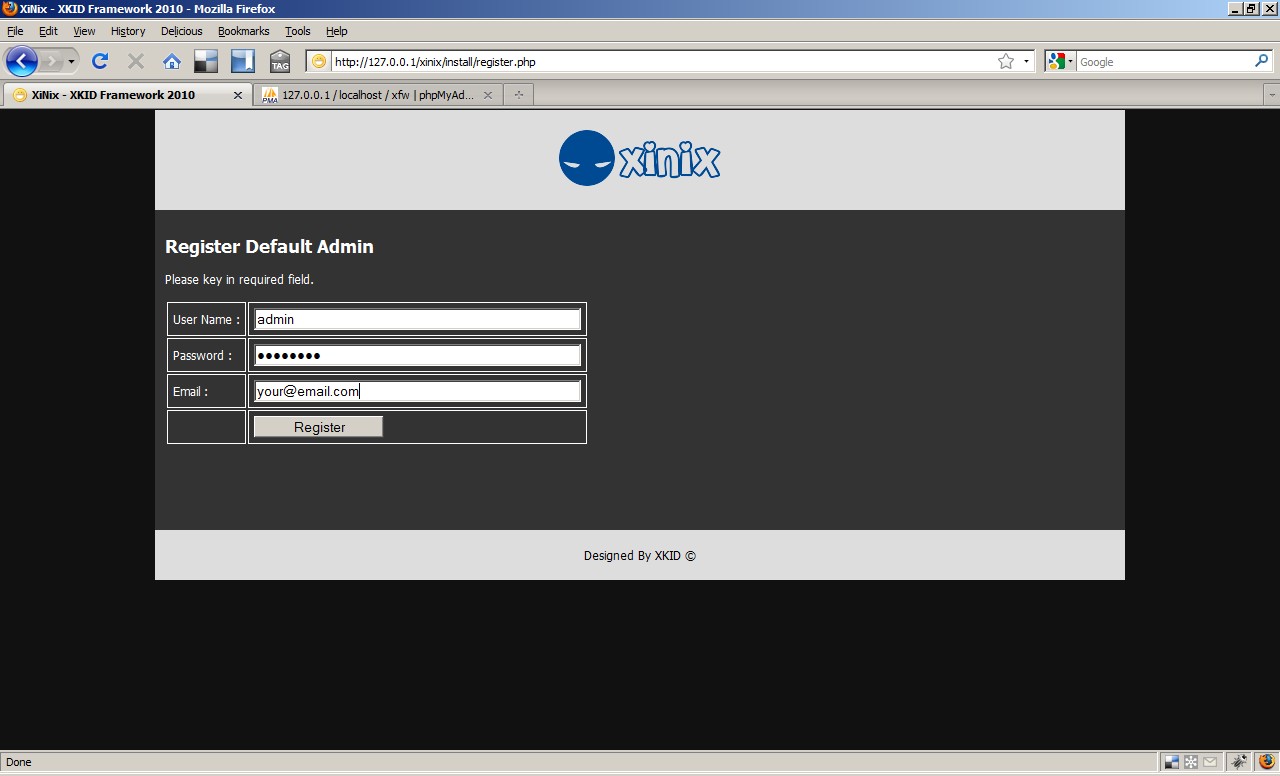 XiNix - XKID Framework 2010 - Mozilla Firefox
File Edit View History Delicious Bookmarks Tools Help
TAG http://127.0.0.1/xinix/install/register.php Google
XiNix - XKID Framework 2010 PMA 127.0.0.1 / localhost / xfw | phpMyAd...
xinix
Register Default Admin
Please key in required field.
User Name : admin
Password : ••••••••
Email : your@email.com
Register
Designed By XKID ©
Done